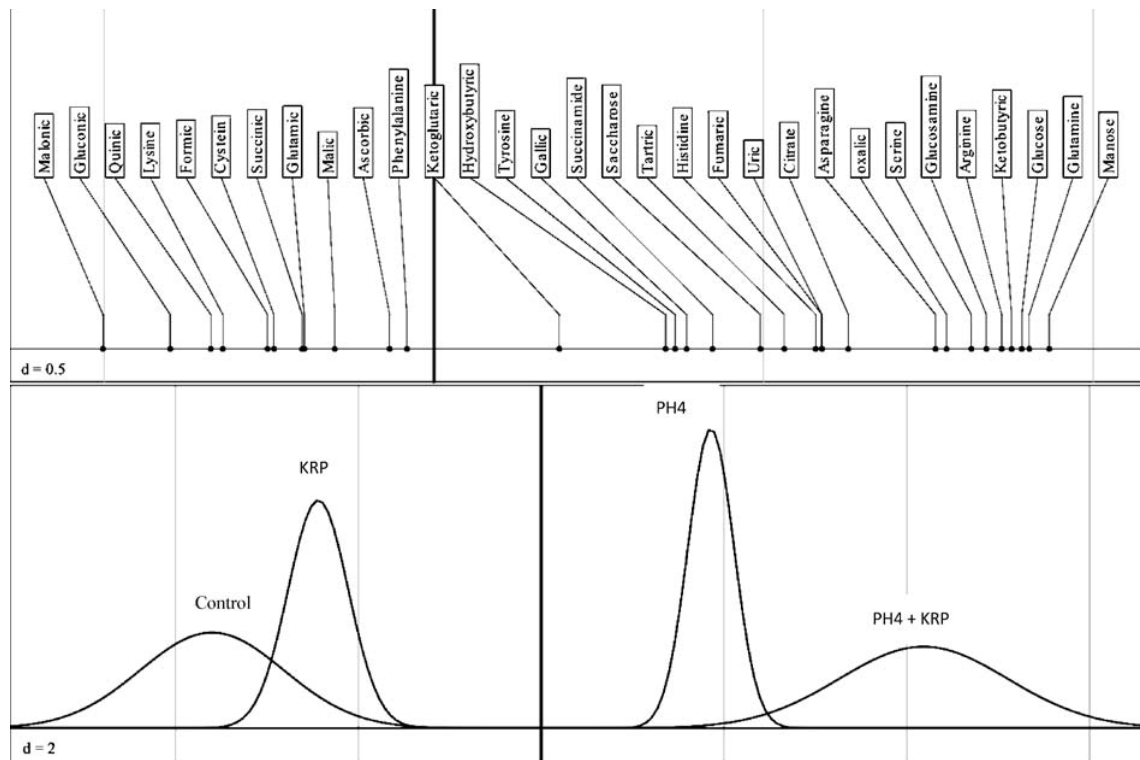 Malonic
Gluconic
Quinic
Lysine
Formic
Cystein
Succinic
Glutamic
Malic
Ascorbic
Phenylalanine
Ketoglutaric
Hydroxybutyric
Tyrosine
Gallic
Succinamide
Saccharose
Tartric
Histidine
Fumaric
Uric
Citrate
Asparagine
oxalic
Serine
Glucosamine
Arginine
Ketobutyric
Glucose
Glutamine
Manose
d = 0.5
PH4
KRP
Control
PH4 + KRP
d = 2